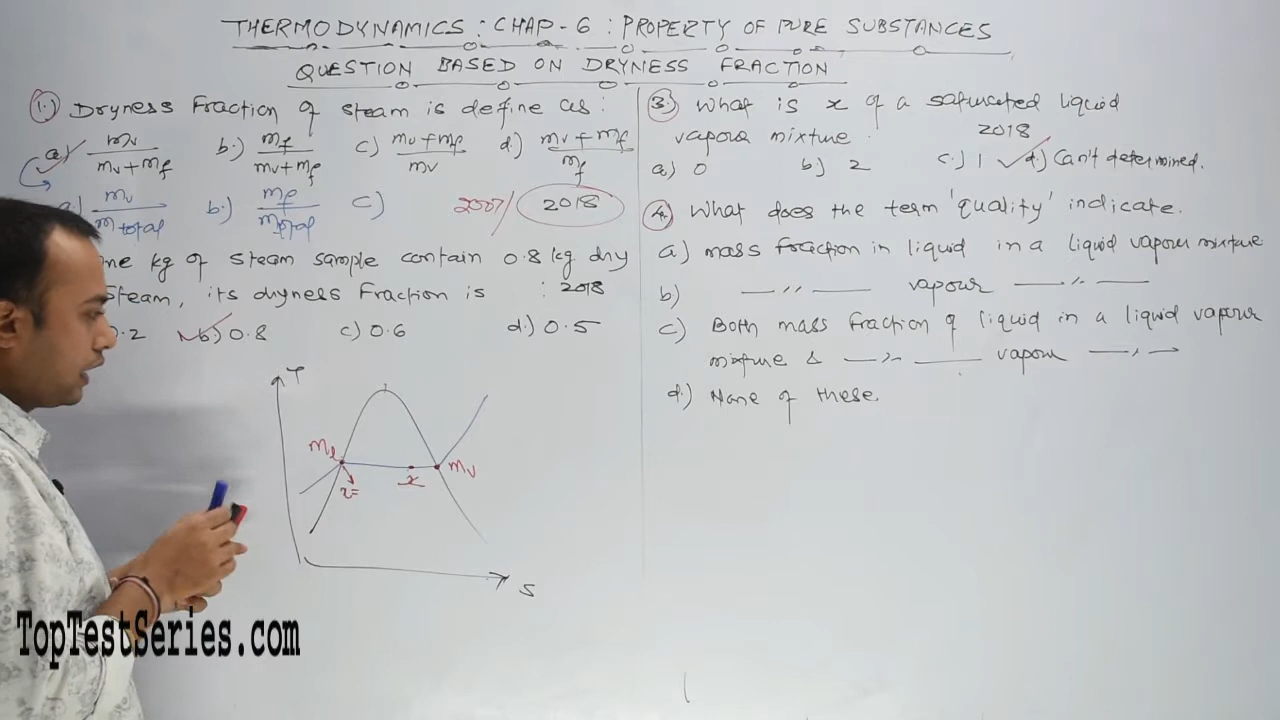 THERMODYNAMICS : CHAP-6 : PROPERTY OF PURE SUBSTANCES
QUESTION BASED ON DRYNESS FRACTION
1.) Dryness Fraction of steam is define as :
a) mv / mv + mf b.) mf / mv + mf c) mv + mf / mv d.) mv + mf / mf
a.) mv / m total b.) mf / m total c)
2007/ 2018
ne kg of steam sample contain 0.8 kg dry
steam, its dryness fraction is : 2018
0.2 b) 0.8 c) 0.6 d.) 0.5
T
ml
x=
x
mv
S
3.) What is x of a saturated liquid
vapour mixture
2018
a) 0 b) 2 c.) 1 d.) Can't determined.
4.) What does the term 'quality' indicate.
a) mass fraction in liquid in a liquid vapour mixture
b) —„— vapour —„—
c) Both mass fraction of liquid in a liquid vapour
mixture & —„— vapour —„—
d.) None of these.
TopTestSeries.com